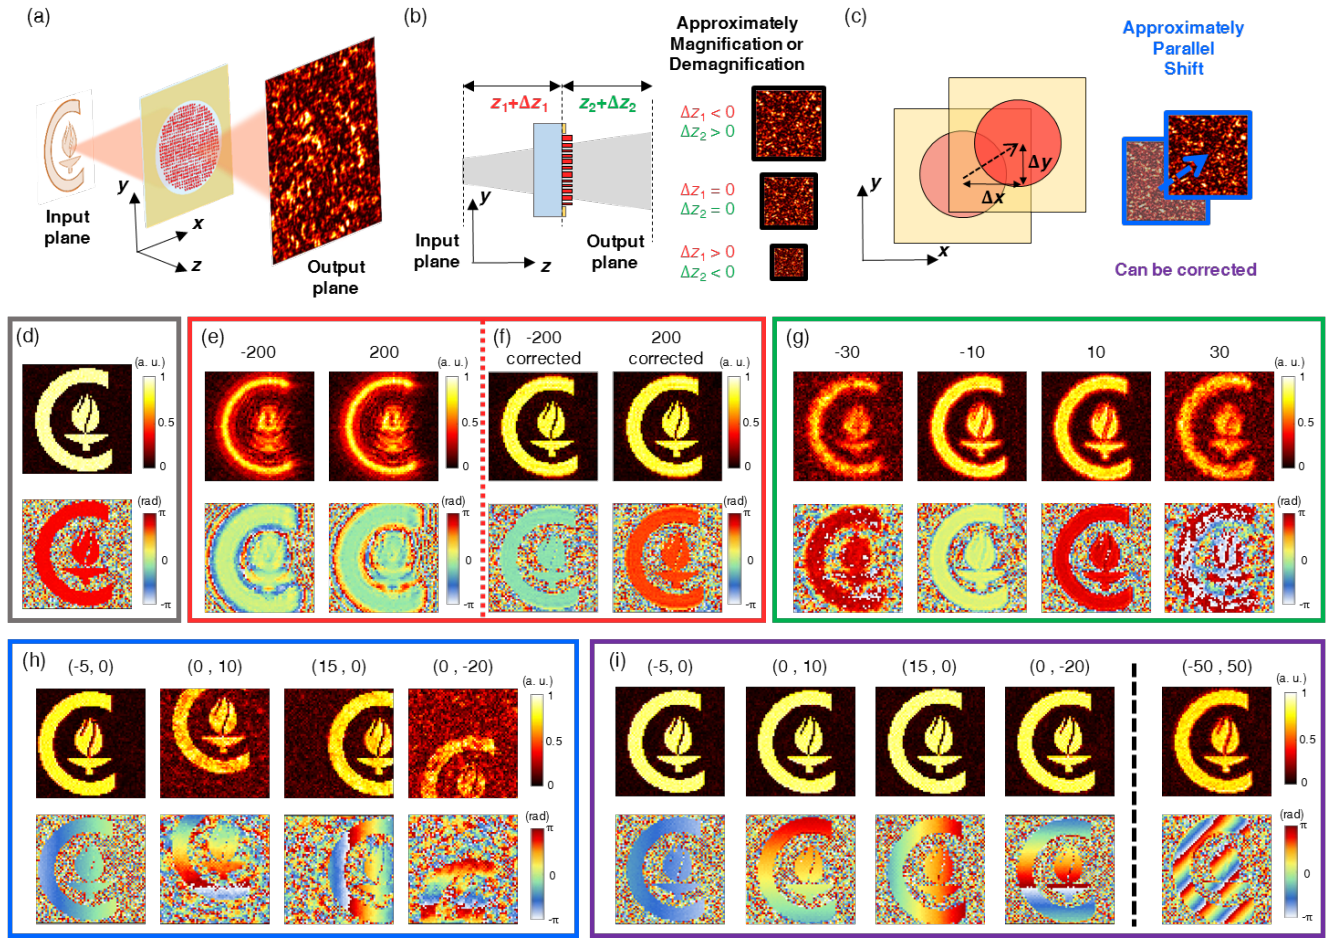 (a)
Input
plane
y
x
z
Output
plane
(b)
z1+Δz1
z2+Δz2
y
z
Input
plane
Output
plane
Approximately
Magnification or
Demagnification
Δz1 < 0
Δz2 > 0
Δz1 = 0
Δz2 = 0
Δz1 > 0
Δz2 < 0
(c)
Δy
Δx
y
x
Approximately
Parallel
Shift
Can be corrected
(d)
(a. u.)
1
0.5
0
(rad)
π
0
-π
(e)
-200
200
(a. u.)
1
0.5
0
(rad)
π
0
-π
(f)
-200
corrected
200
corrected
(a. u.)
1
0.5
0
(rad)
π
0
-π
(g)
-30
-10
10
30
(a. u.)
1
0.5
0
(rad)
π
0
-π
(h)
(-5, 0)
(0 , 10)
(15 , 0)
(0 , -20)
(a. u.)
1
0.5
0
(rad)
π
0
-π
(i)
(-5, 0)
(0 , 10)
(15, 0)
(0 , -20)
(-50 , 50)
(a. u.)
1
0.5
0
(rad)
π
0
-π